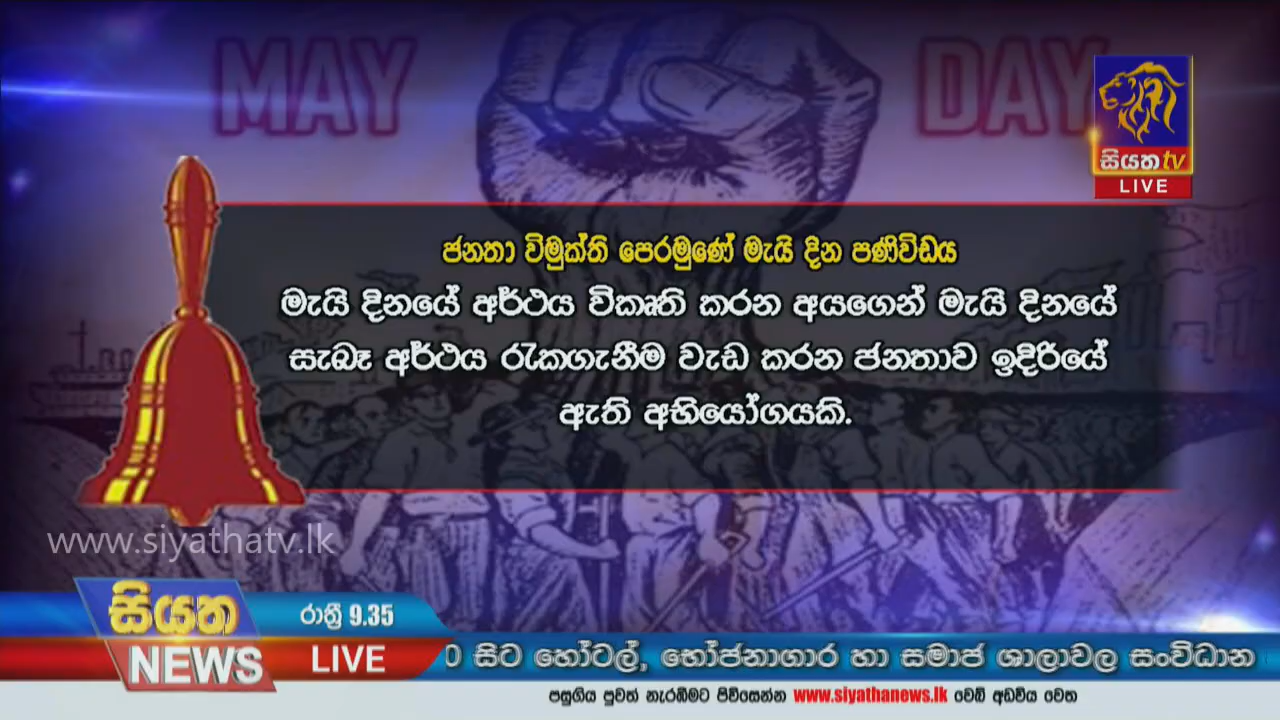 MAY DAY
සියත tv
LIVE
ජනතා විමුක්ති පෙරමුණේ මැයි දින පණිවිඩය
මැයි දිනයේ අර්ථය විකෘති කරන අයගෙන් මැයි දිනයේ
සැබෑ අර්ථය රැකගැනීම වැඩ කරන ජනතාව ඉදිරියේ
ඇති අභියෝගයකි.
www.siyathatv.lk
සියත
රාත්‍රී 9.35
NEWS
LIVE
0 සිට හෝටල්, භෝජනාගාර හා සමාජ ශාලාවල සංවිධාන
පසුගිය පුවත් නැරඹීමට පිවිසෙන්න www.siyathanews.lk වෙබ් අඩවිය වෙත